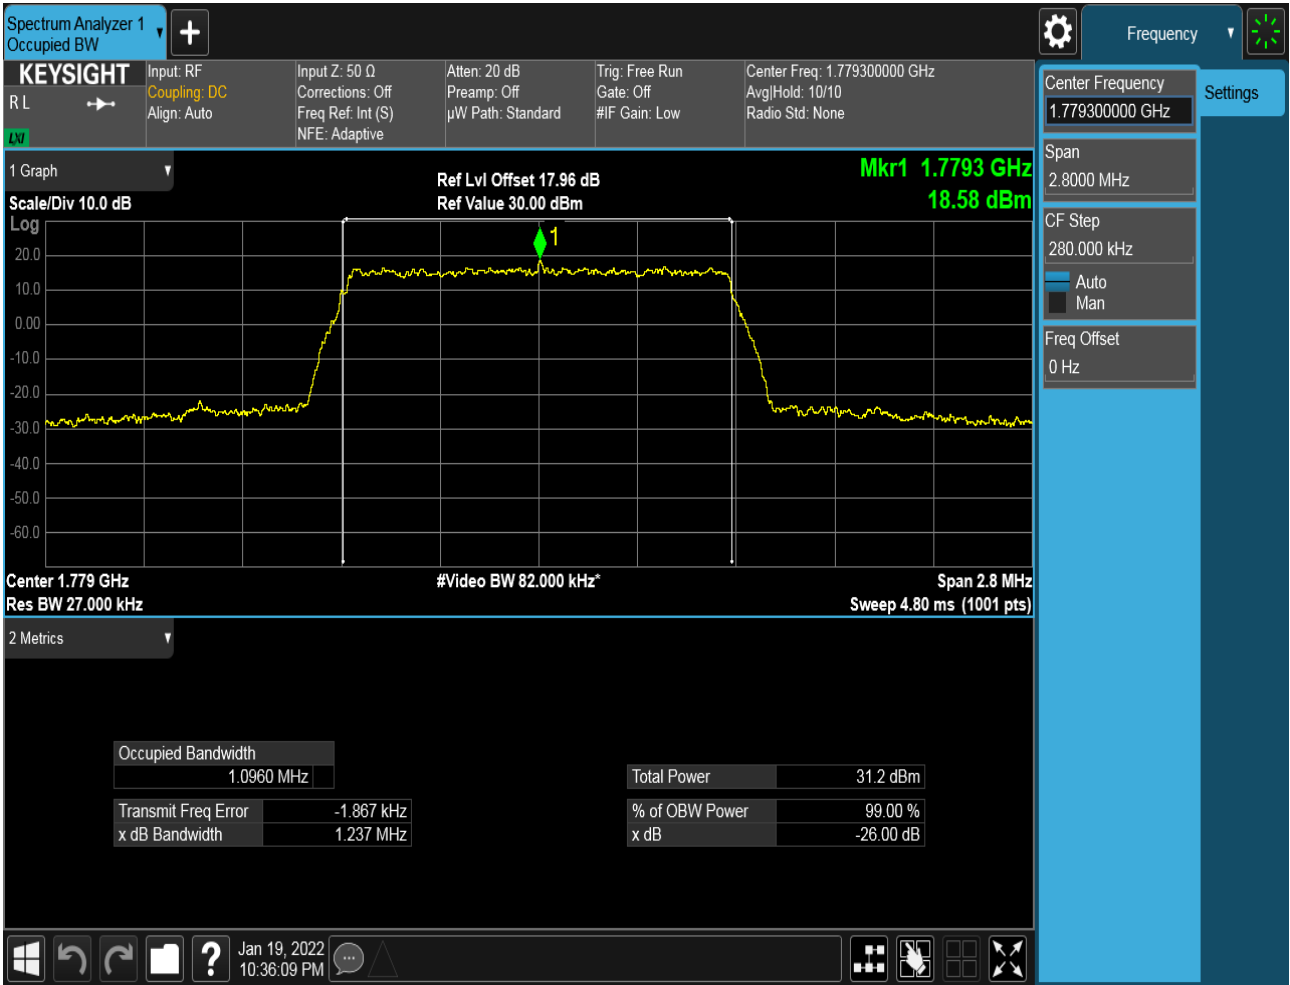 Spectrum Analyzer 1
Occupied BW
Frequency
KEYSIGHT
R L
LXI
Input: RF
Coupling: DC
Align: Auto
Input Z: 50 Ω
Corrections: Off
Freq Ref: Int (S)
NFE: Adaptive
Atten: 20 dB
Preamp: Off
µW Path: Standard
Trig: Free Run
Gate: Off
#IF Gain: Low
Center Freq: 1.779300000 GHz
Avg|Hold: 10/10
Radio Std: None
Center Frequency
1.779300000 GHz
Settings
Span
2.8000 MHz
CF Step
280.000 kHz
Auto
Man
Freq Offset
0 Hz
1 Graph
Scale/Div 10.0 dB
Ref Lvl Offset 17.96 dB
Ref Value 30.00 dBm
Mkr1 1.7793 GHz
18.58 dBm
Log
1
20.0
10.0
0.00
-10.0
-20.0
-30.0
-40.0
-50.0
-60.0
Center 1.779 GHz
#Video BW 82.000 kHz*
Span 2.8 MHz
Res BW 27.000 kHz
Sweep 4.80 ms (1001 pts)
2 Metrics
Occupied Bandwidth
1.0960 MHz
Total Power 31.2 dBm
Transmit Freq Error -1.867 kHz
% of OBW Power 99.00 %
x dB Bandwidth 1.237 MHz
x dB -26.00 dB
?
Jan 19, 2022
10:36:09 PM